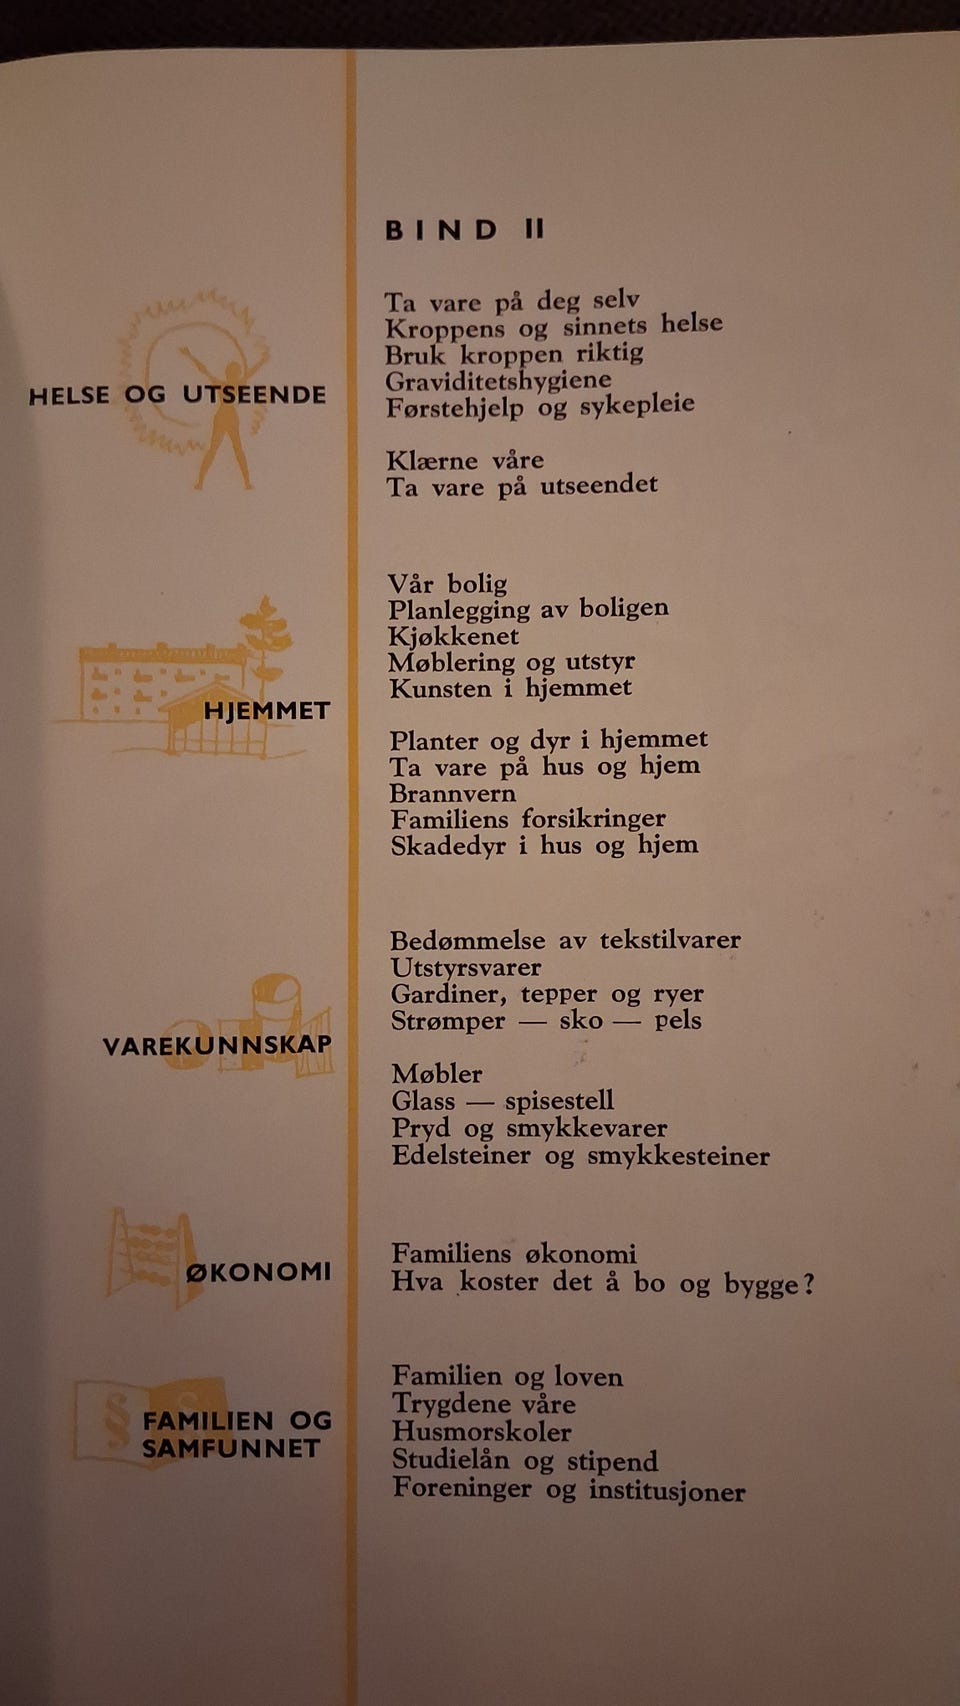 BIND II
HELSE OG UTSEENDE
Ta vare på deg selv
Kroppens og sinnets helse
Bruk kroppen riktig
Graviditetshygiene
Førstehjelp og sykepleie
Klærne våre
Ta vare på utseendet
HJEMMET
Vår bolig
Planlegging av boligen
Kjøkkenet
Møblering og utstyr
Kunsten i hjemmet
Planter og dyr i hjemmet
Ta vare på hus og hjem
Brannvern
Familiens forsikringer
Skadedyr i hus og hjem
VAREKUNNSKAP
Bedømmelse av tekstilvarer
Utstyrsvarer
Gardiner, tepper og ryer
Strømper — sko — pels
Møbler
Glass — spisestell
Pryd og smykkevarer
Edelsteiner og smykkesteiner
ØKONOMI
Familiens økonomi
Hva koster det å bo og bygge?
§ §
FAMILIEN OG
SAMFUNNET
Familien og loven
Trygdene våre
Husmorskoler
Studielån og stipend
Foreninger og institusjoner